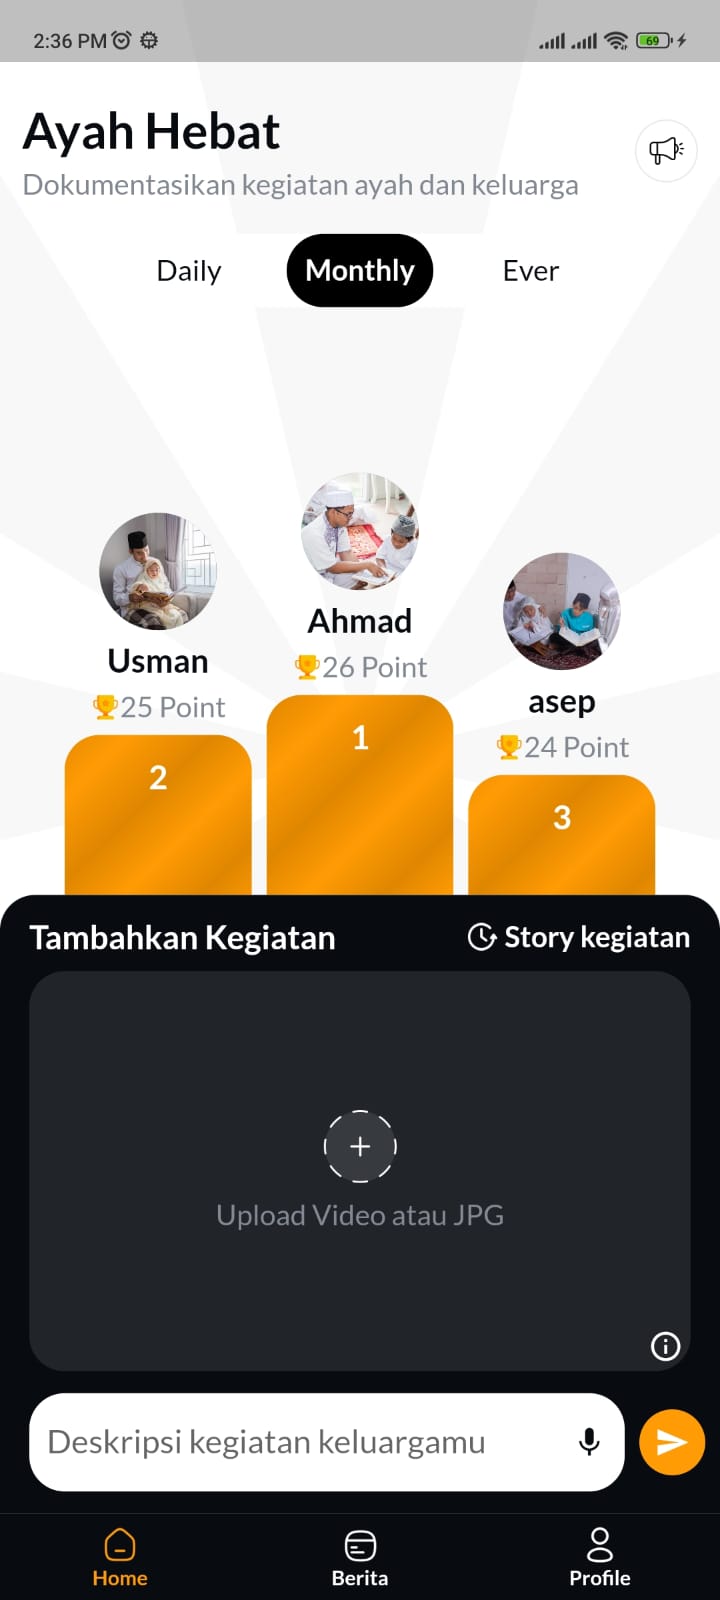 2:36 PM
69
Ayah Hebat
Dokumentasikan kegiatan ayah dan keluarga
Daily
Monthly
Ever
Ahmad
26 Point
1
Usman
25 Point
2
asep
24 Point
3
Tambahkan Kegiatan
Story kegiatan
Upload Video atau JPG
Deskripsi kegiatan keluargamu
Home
Berita
Profile